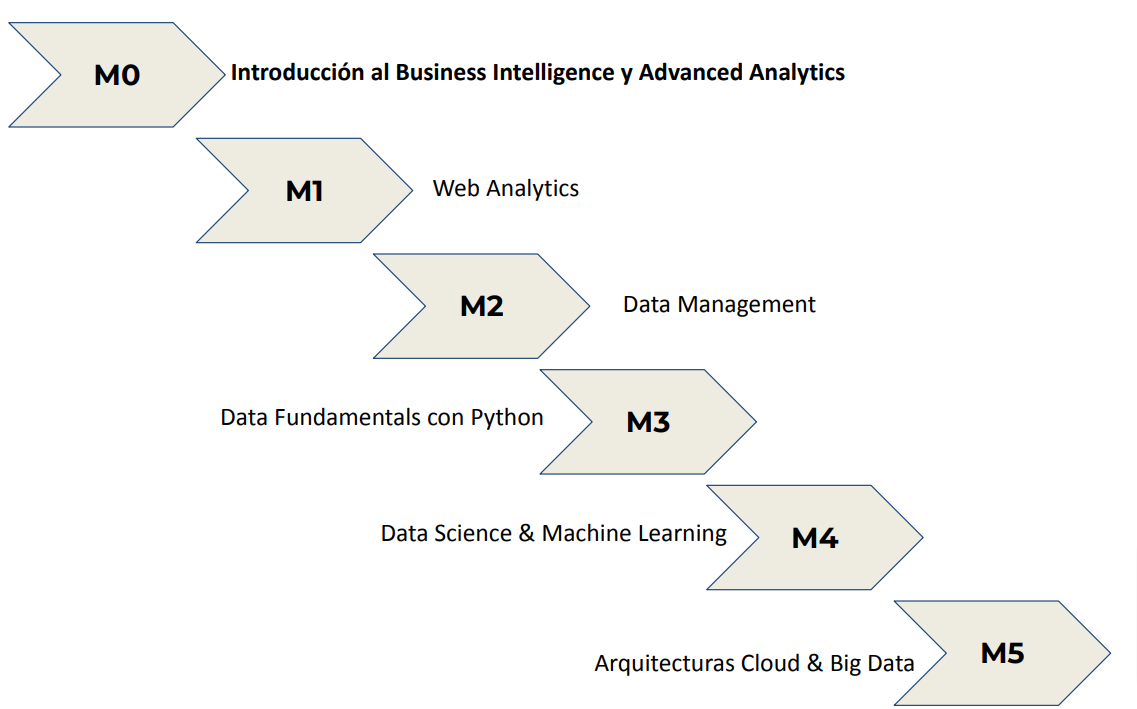 M0
Introducción al Business Intelligence y Advanced Analytics
M1
Web Analytics
M2
Data Management
Data Fundamentals con Python
M3
Data Science & Machine Learning
M4
Arquitecturas Cloud & Big Data
M5